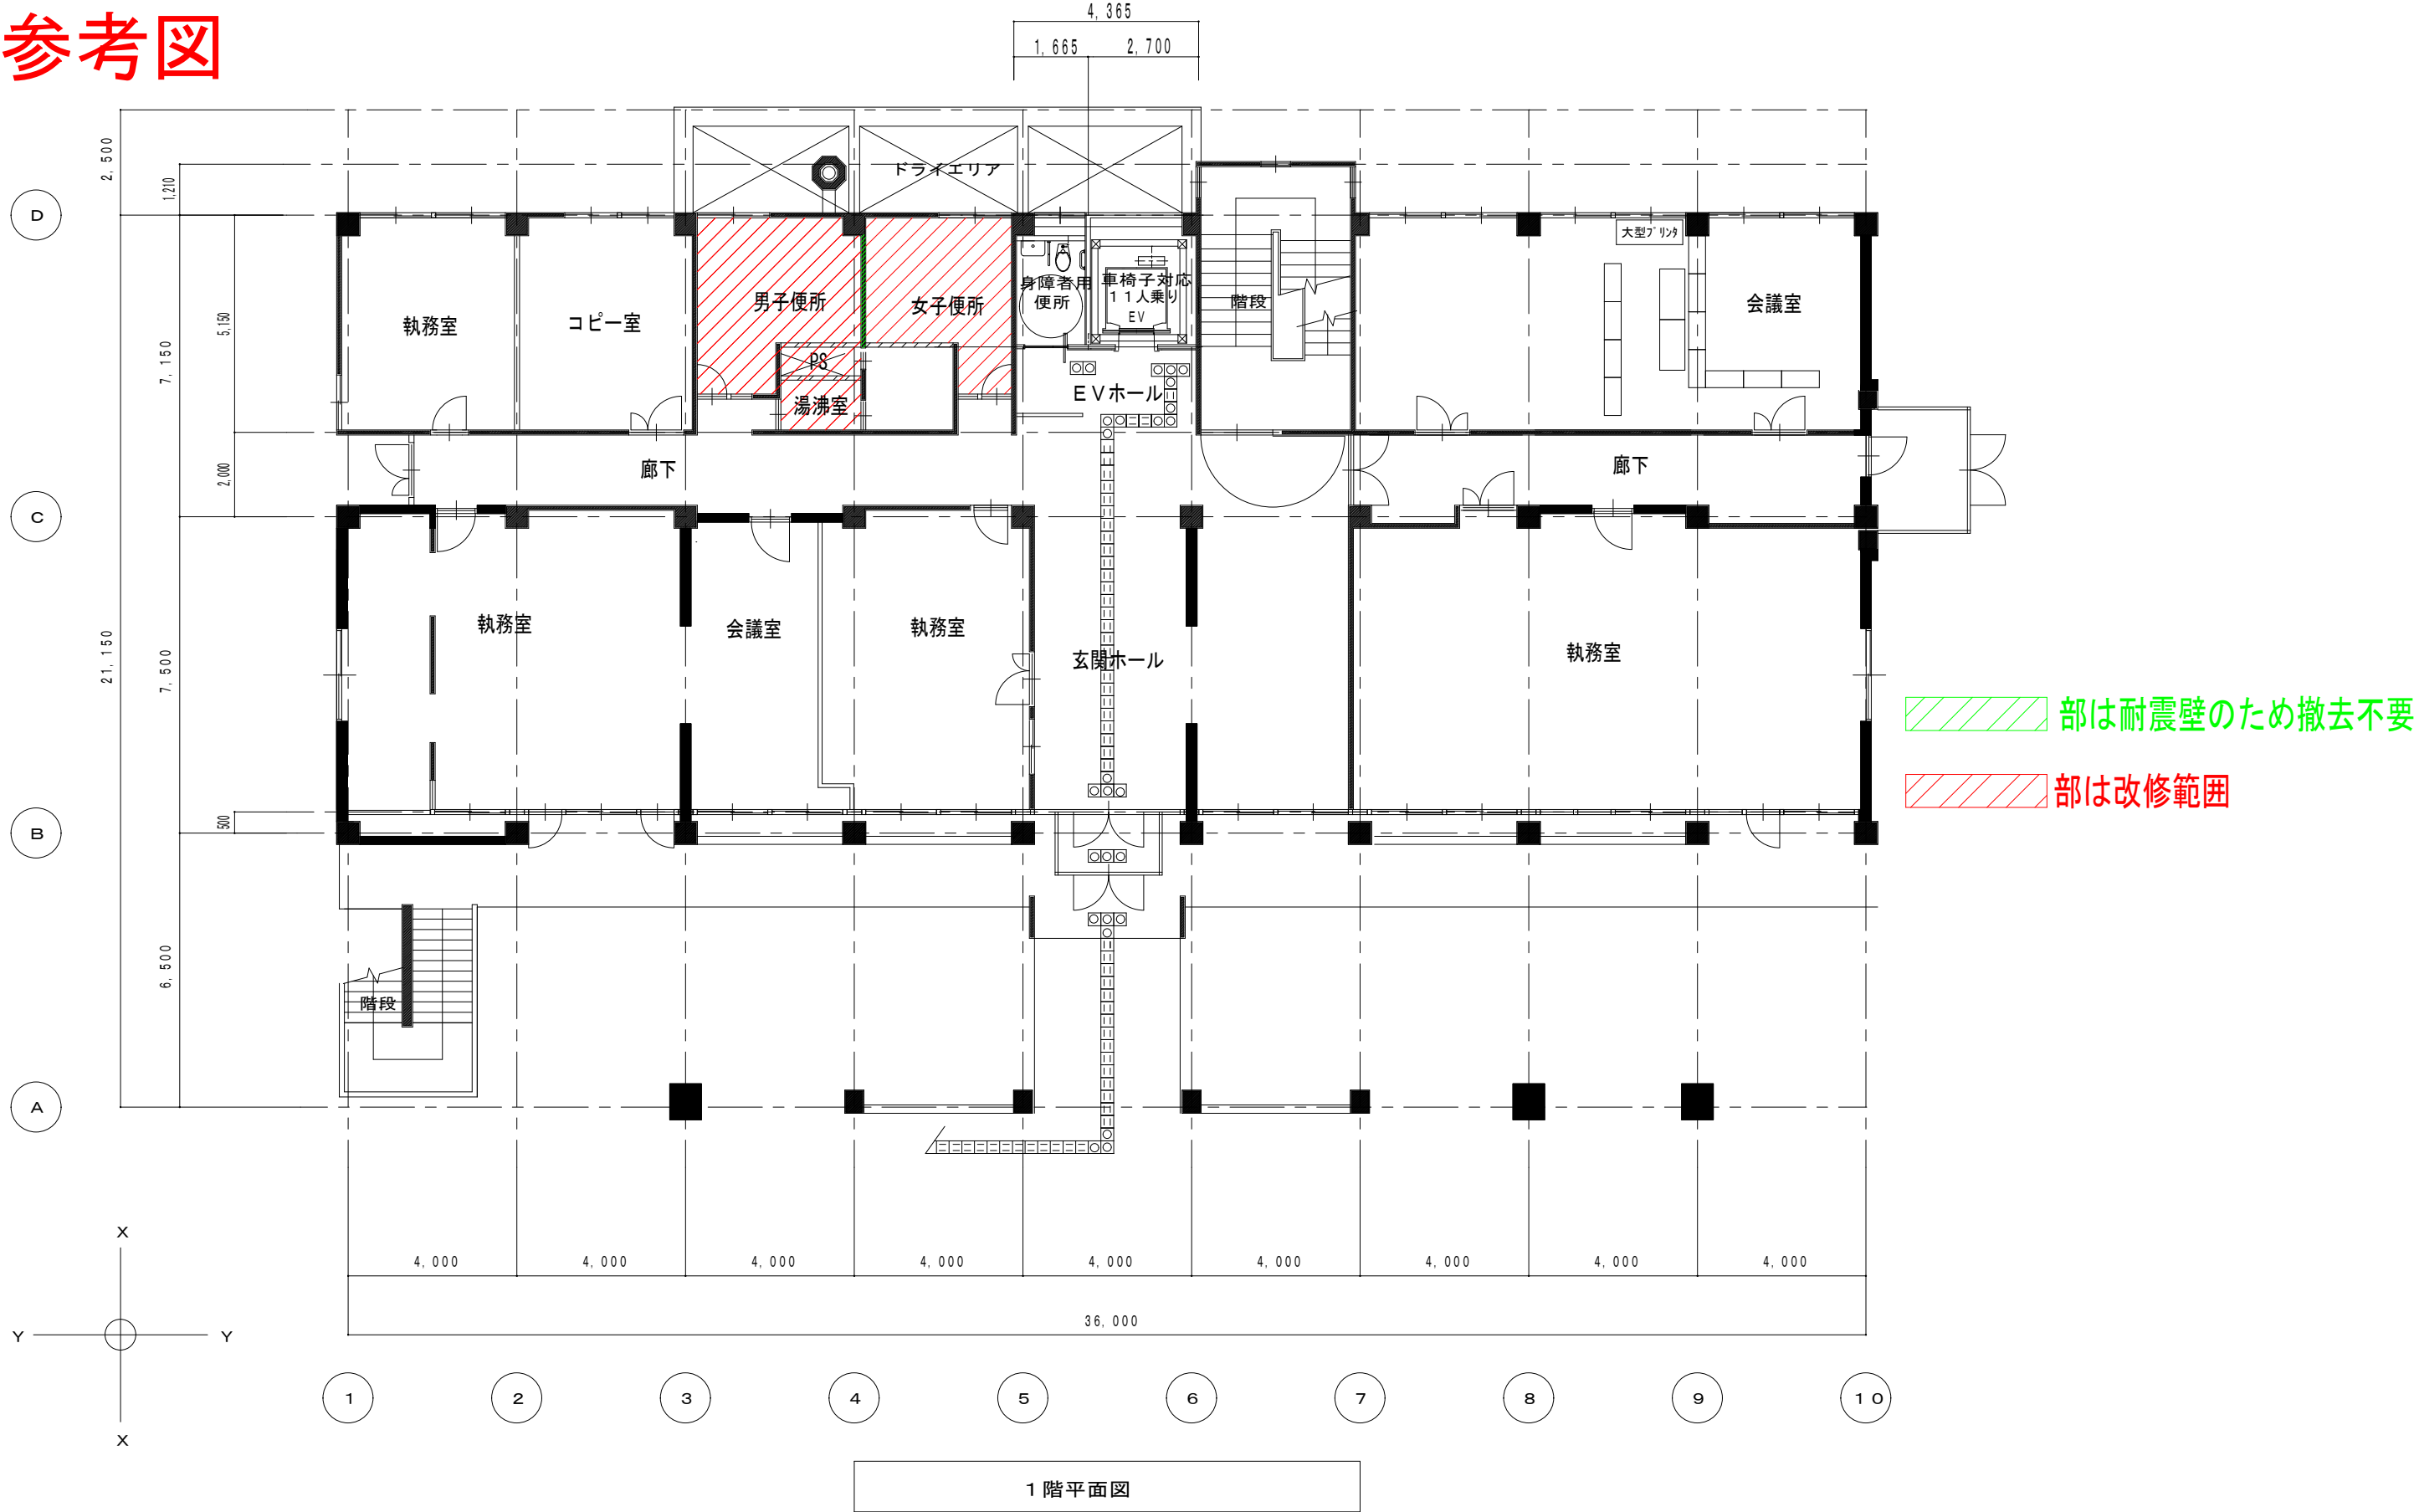 参考図
4,365
1,665
2,700
2,500
1,210
ドライエリア
D
大型プリンタ
5,150
7,150
執務室
コピー室
男子便所
女子便所
身障者用
便所
車椅子対応
11人乗り
EV
階段
会議室
PS
湯沸室
EVホール
2,000
廊下
廊下
C
21,150
7,500
執務室
会議室
執務室
玄関ホール
執務室
部は耐震壁のため撤去不要
部は改修範囲
500
B
6,500
階段
A
X
4,000
4,000
4,000
4,000
4,000
4,000
4,000
4,000
4,000
36,000
Y
Y
X
1
2
3
4
5
6
7
8
9
10
1階平面図